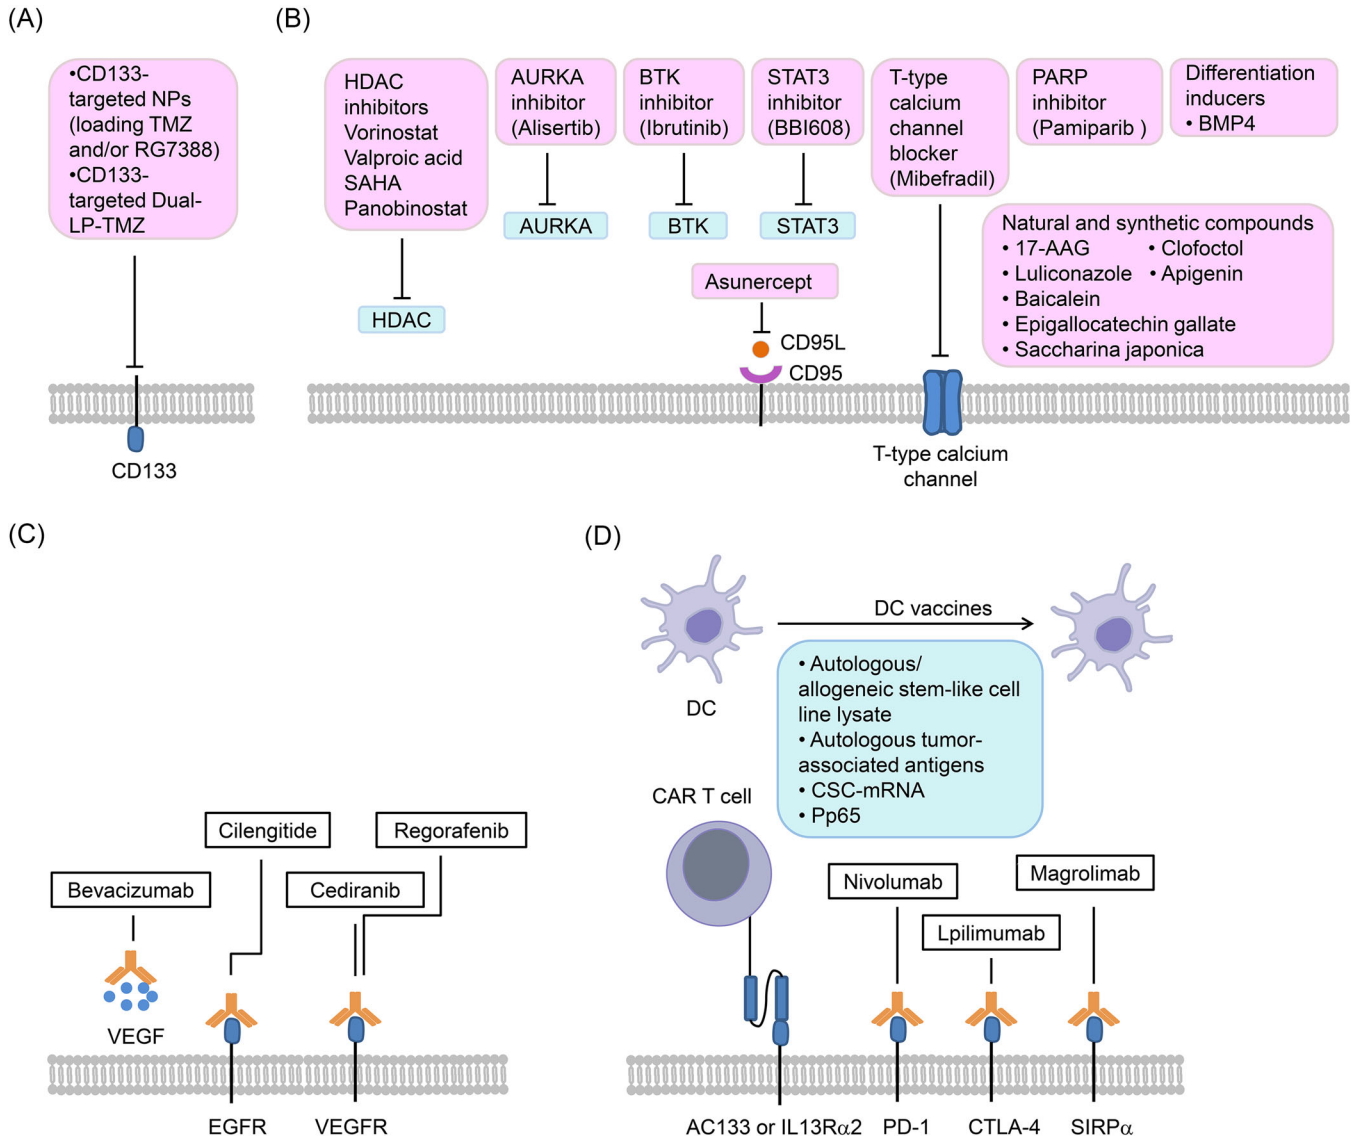 (A)
•CD133-
targeted NPs
(loading TMZ
and/or RG7388)
•CD133-
targeted Dual-
LP-TMZ
CD133
(B)
HDAC
inhibitors
Vorinostat
Valproic acid
SAHA
Panobinostat
HDAC
AURKA
inhibitor
(Alisertib)
AURKA
BTK
inhibitor
(Ibrutinib)
BTK
STAT3
inhibitor
(BBI608)
STAT3
Asunercept
CD95L
CD95
T-type
calcium
channel
blocker
(Mibefradil)
T-type calcium
channel
PARP
inhibitor
(Pamiparib )
Differentiation
inducers
• BMP4
Natural and synthetic compounds
• 17-AAG • Clofoctol
• Luliconazole • Apigenin
• Baicalein
• Epigallocatechin gallate
• Saccharina japonica
(C)
Bevacizumab
VEGF
Cilengitide
EGFR
Cediranib
Regorafenib
VEGFR
(D)
DC
DC vaccines
• Autologous/
allogeneic stem-like cell
line lysate
• Autologous tumor-
associated antigens
• CSC-mRNA
• Pp65
CAR T cell
AC133 or IL13Rα2
Nivolumab
PD-1
Lpilimumab
CTLA-4
Magrolimab
SIRPα